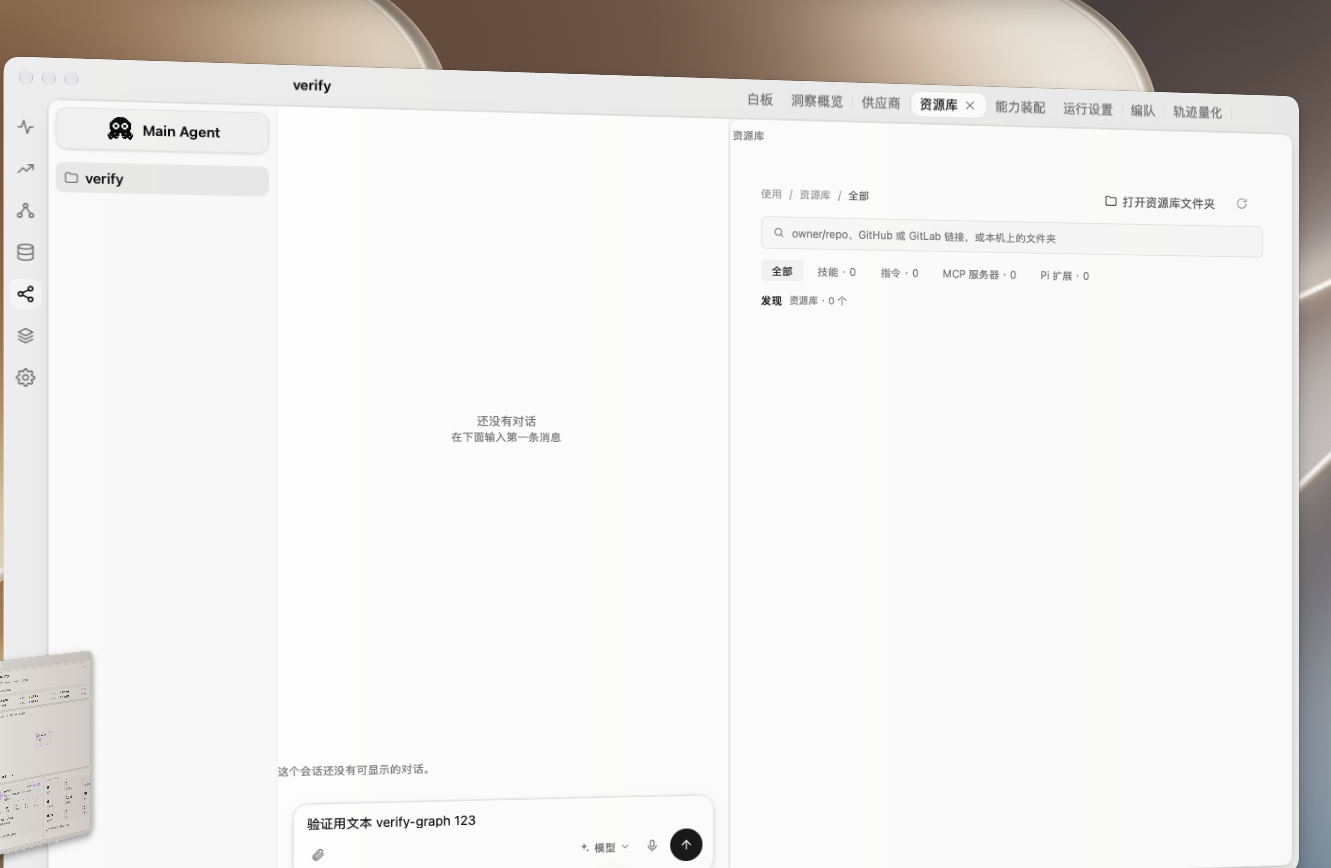 verify
白板 洞察概览 供应商 资源库 能力装配 运行设置 编队 轨迹量化
Main Agent
verify
资源库
使用 / 资源库 / 全部 打开资源库文件夹
owner/repo、GitHub 或 GitLab 链接，或本机上的文件夹
全部 技能 · 0 指令 · 0 MCP 服务器 · 0 Pi 扩展 · 0
发现 资源库 · 0 个
还没有对话
在下面输入第一条消息
这个会话还没有可显示的对话。
验证用文本 verify-graph 123
模型